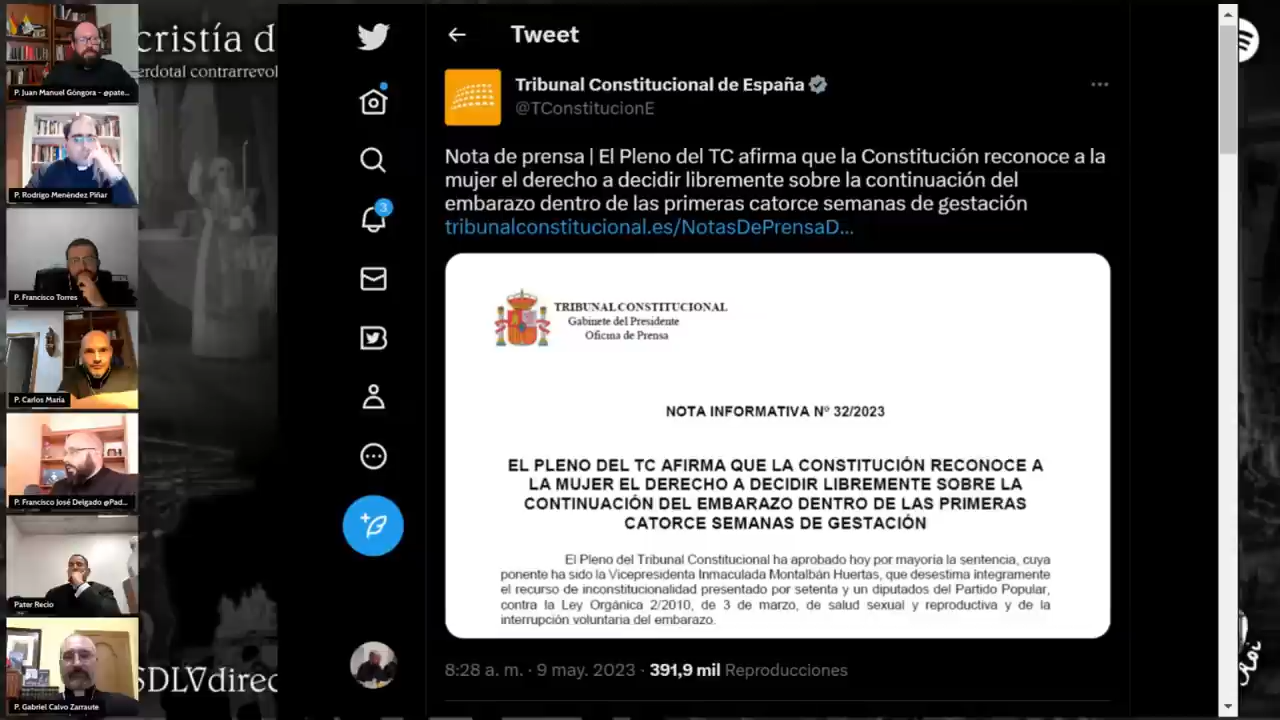 cristía d
erdotal contrarrevol
P. Juan Manuel Góngora - @pate...
P. Rodrigo Menéndez Piñar
P. Francisco Torres
P. Carlos María
P. Francisco José Delgado @Pad...
Pater Recio
P. Gabriel Calvo Zarraute
SDLVdirec
3
Tweet
Tribunal Constitucional de España
@TConstitucionE
Nota de prensa | El Pleno del TC afirma que la Constitución reconoce a la
mujer el derecho a decidir libremente sobre la continuación del
embarazo dentro de las primeras catorce semanas de gestación
tribunalconstitucional.es/NotasDePrensaD...
TRIBUNAL CONSTITUCIONAL
Gabinete del Presidente
Oficina de Prensa
NOTA INFORMATIVA Nº 32/2023
EL PLENO DEL TC AFIRMA QUE LA CONSTITUCIÓN RECONOCE A
LA MUJER EL DERECHO A DECIDIR LIBREMENTE SOBRE LA
CONTINUACIÓN DEL EMBARAZO DENTRO DE LAS PRIMERAS
CATORCE SEMANAS DE GESTACIÓN
El Pleno del Tribunal Constitucional ha aprobado hoy por mayoría la sentencia, cuya
ponente ha sido la Vicepresidenta Inmaculada Montalbán Huertas, que desestima íntegramente
el recurso de inconstitucionalidad presentado por setenta y un diputados del Partido Popular,
contra la Ley Orgánica 2/2010, de 3 de marzo, de salud sexual y reproductiva y de la
interrupción voluntaria del embarazo.
8:28 a. m. · 9 may. 2023 · 391,9 mil Reproducciones